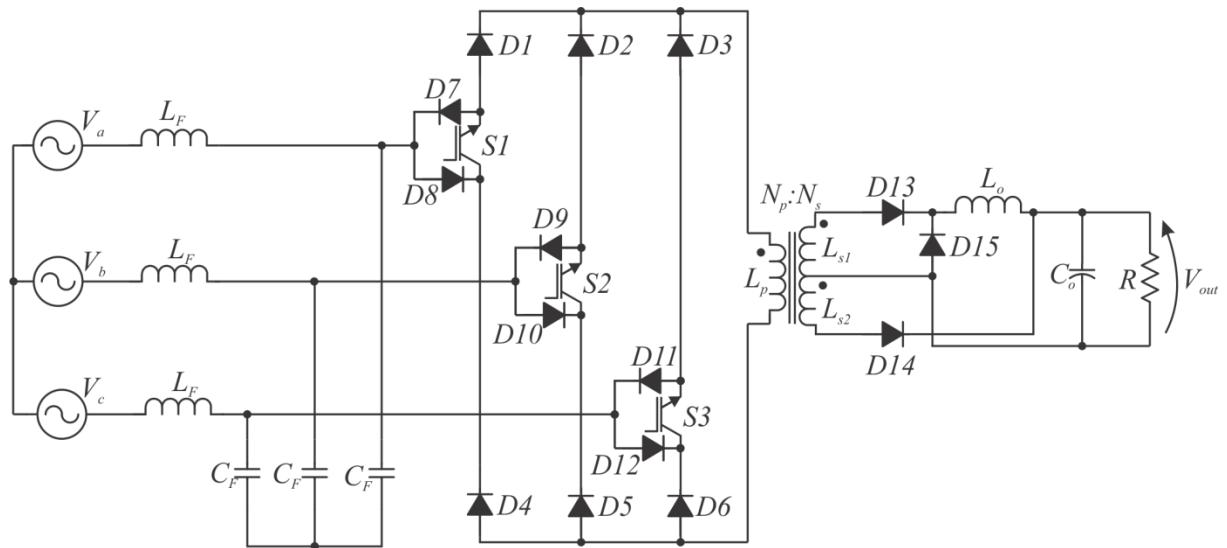 D1
D2
D3
D7
V_a
L_F
S1
D8
N_p:N_s
D13
L_o
D9
V_b
L_F
S2
D15
L_p
L_s1
L_s2
C_o
R
V_out
D10
D14
D11
V_c
L_F
S3
D12
C_F
C_F
C_F
D4
D5
D6